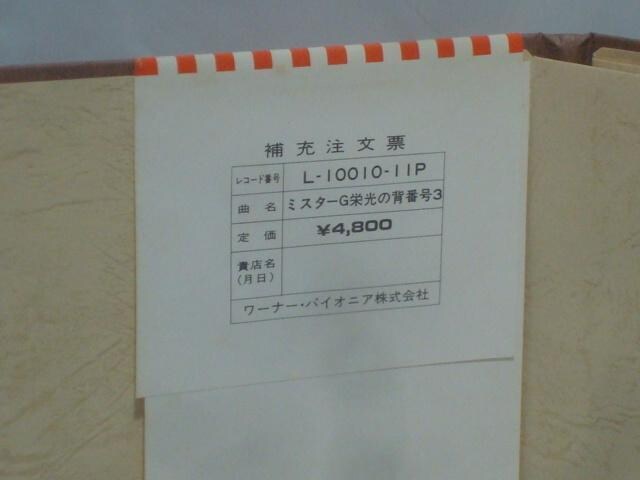 補充注文票
レコード番号 L-10010-11P
曲名 ミスターG栄光の背番号3
定価 ¥4,800
貴店名
(月日)
ワーナー・パイオニア株式会社